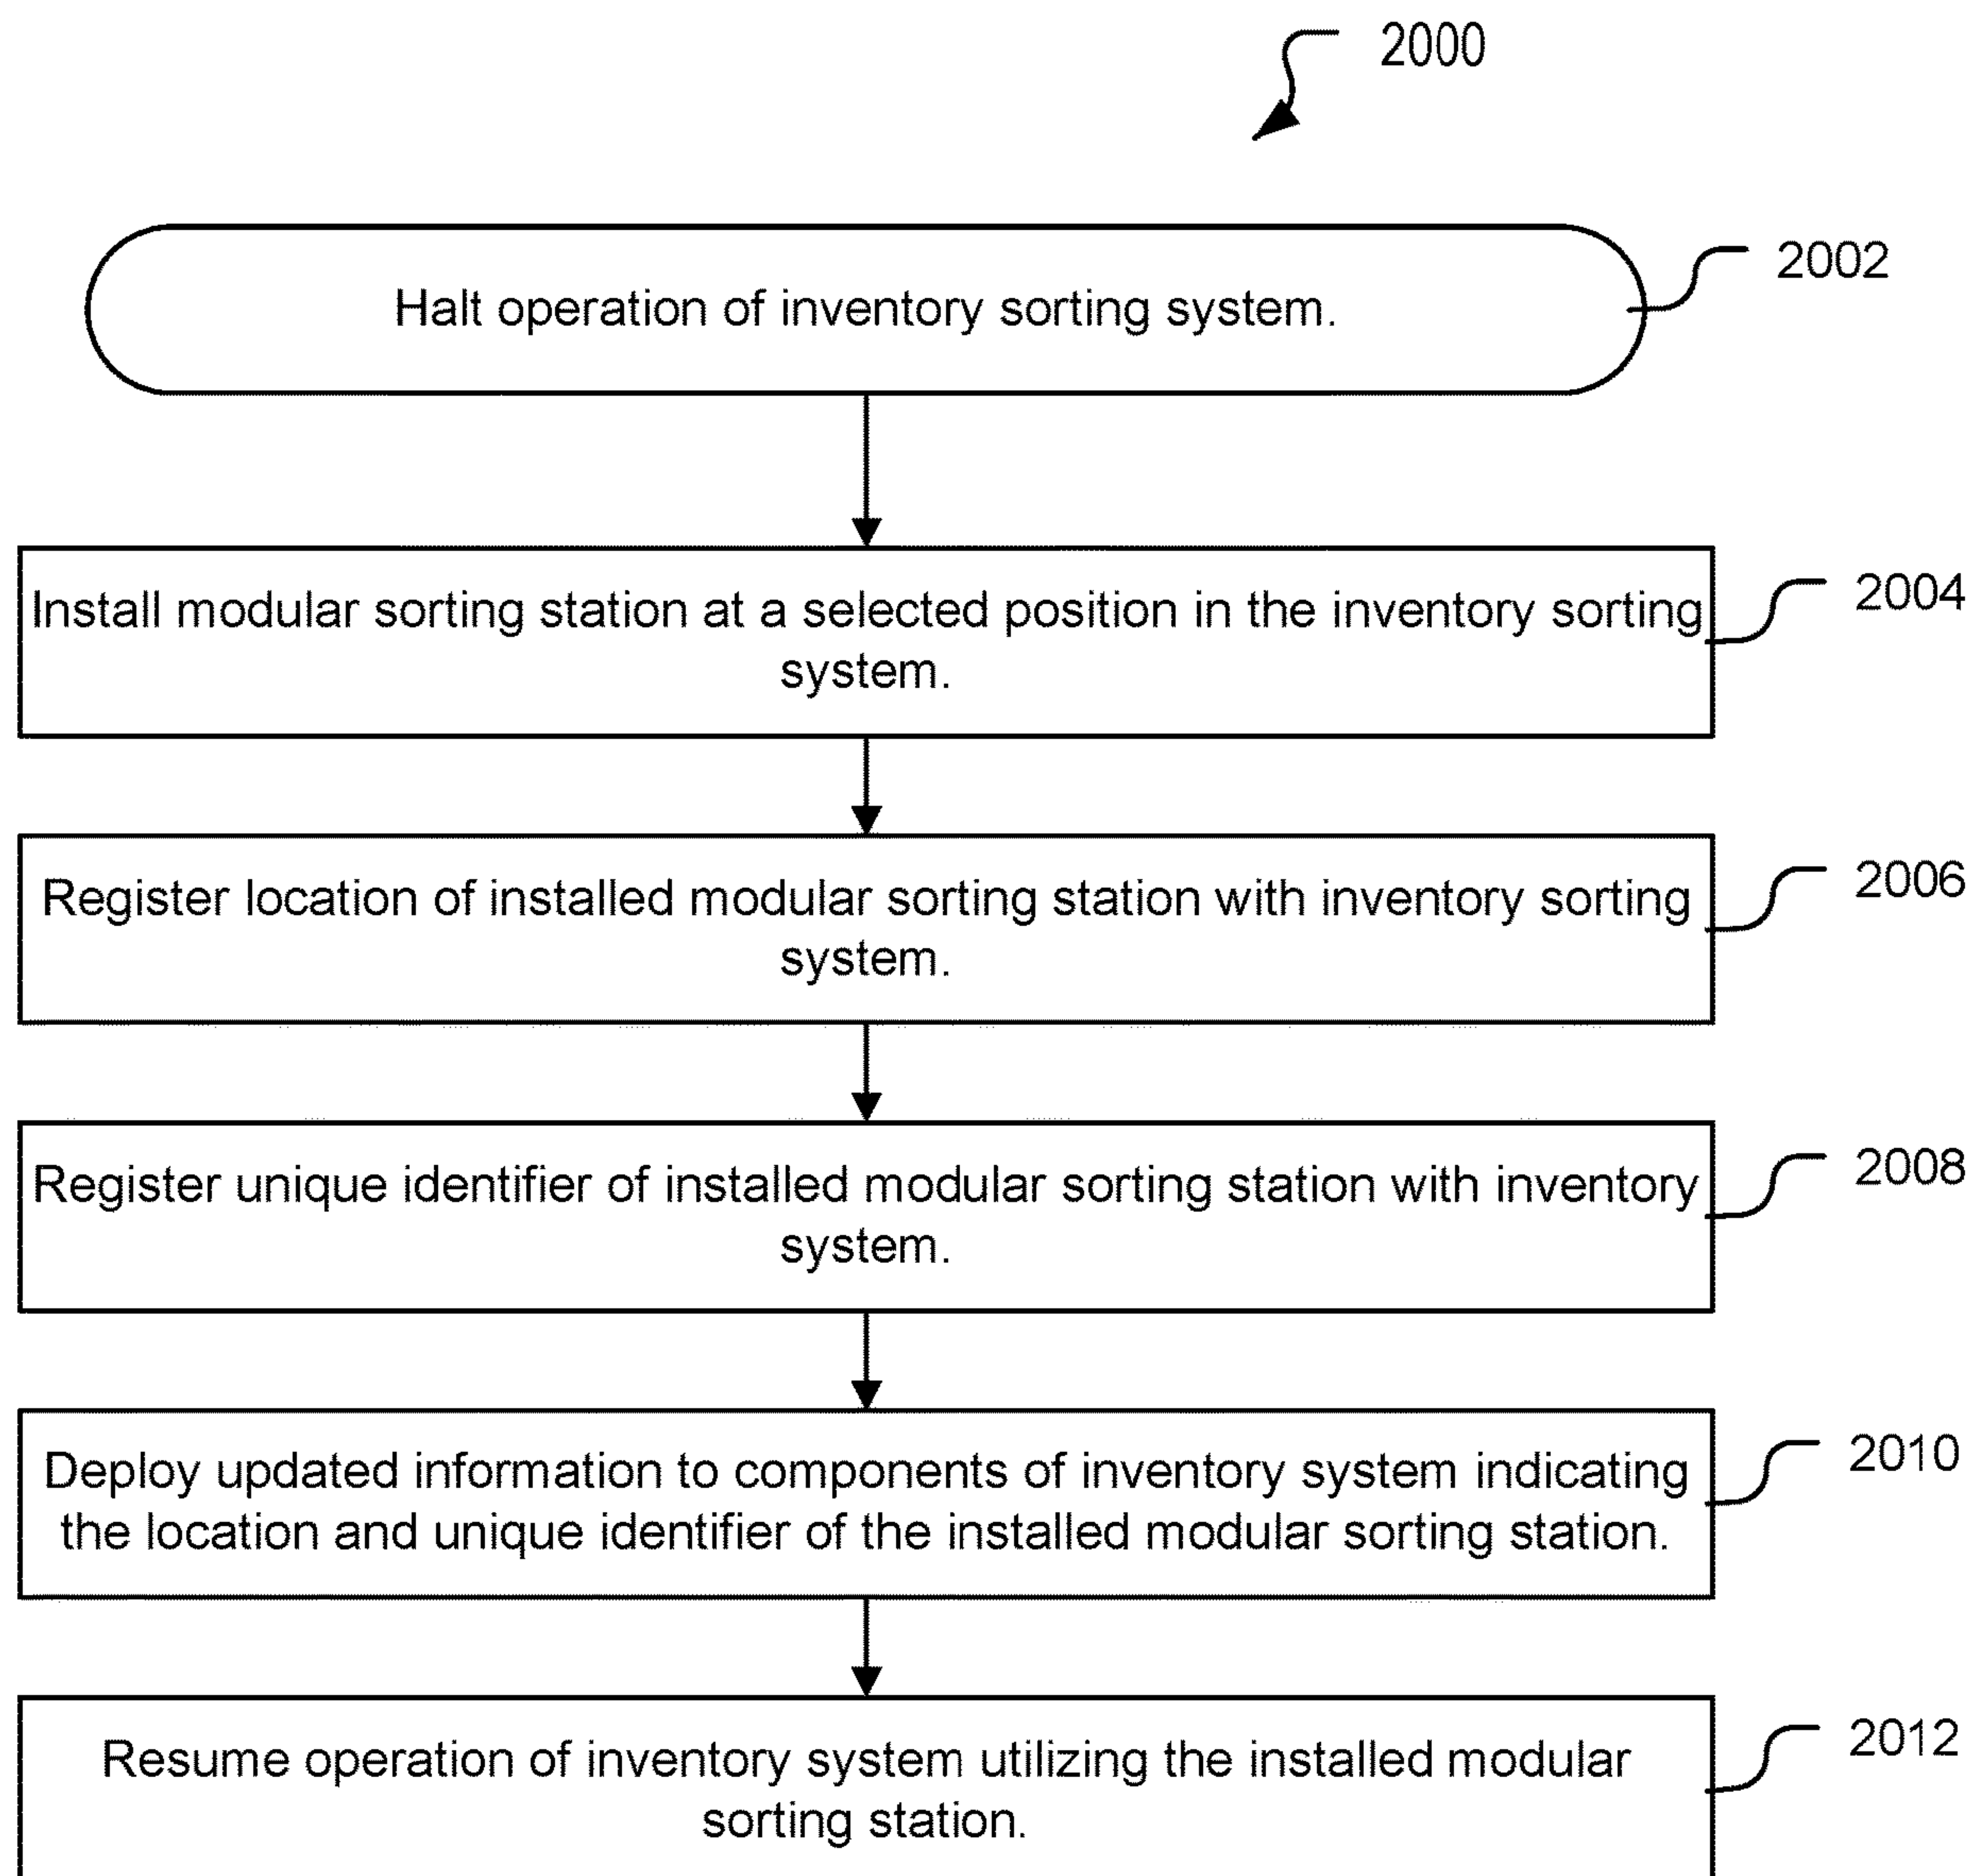 2000
Halt operation of inventory sorting system.
2002
Install modular sorting station at a selected position in the inventory sorting
system.
2004
Register location of installed modular sorting station with inventory sorting
system.
2006
Register unique identifier of installed modular sorting station with inventory
system.
2008
Deploy updated information to components of inventory system indicating
the location and unique identifier of the installed modular sorting station.
2010
Resume operation of inventory system utilizing the installed modular
sorting station.
2012